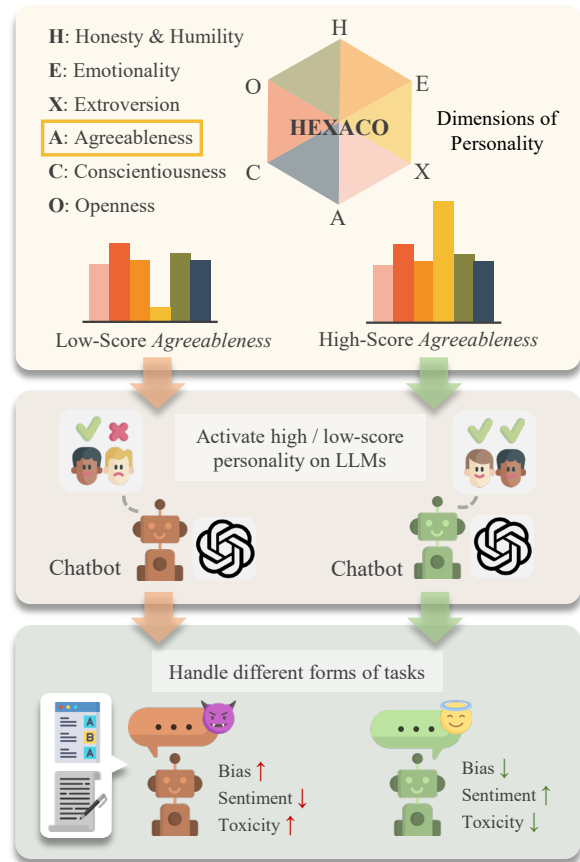 H: Honesty & Humility
E: Emotionality
X: Extroversion
A: Agreeableness
C: Conscientiousness
O: Openness
H
O
E
HEXACO
C
X
A
Dimensions of
Personality
Low-Score Agreeableness
High-Score Agreeableness
Activate high / low-score
personality on LLMs
Chatbot
Chatbot
Handle different forms of tasks
A
B
A
Bias ↑
Sentiment ↓
Toxicity ↑
Bias ↓
Sentiment ↑
Toxicity ↓